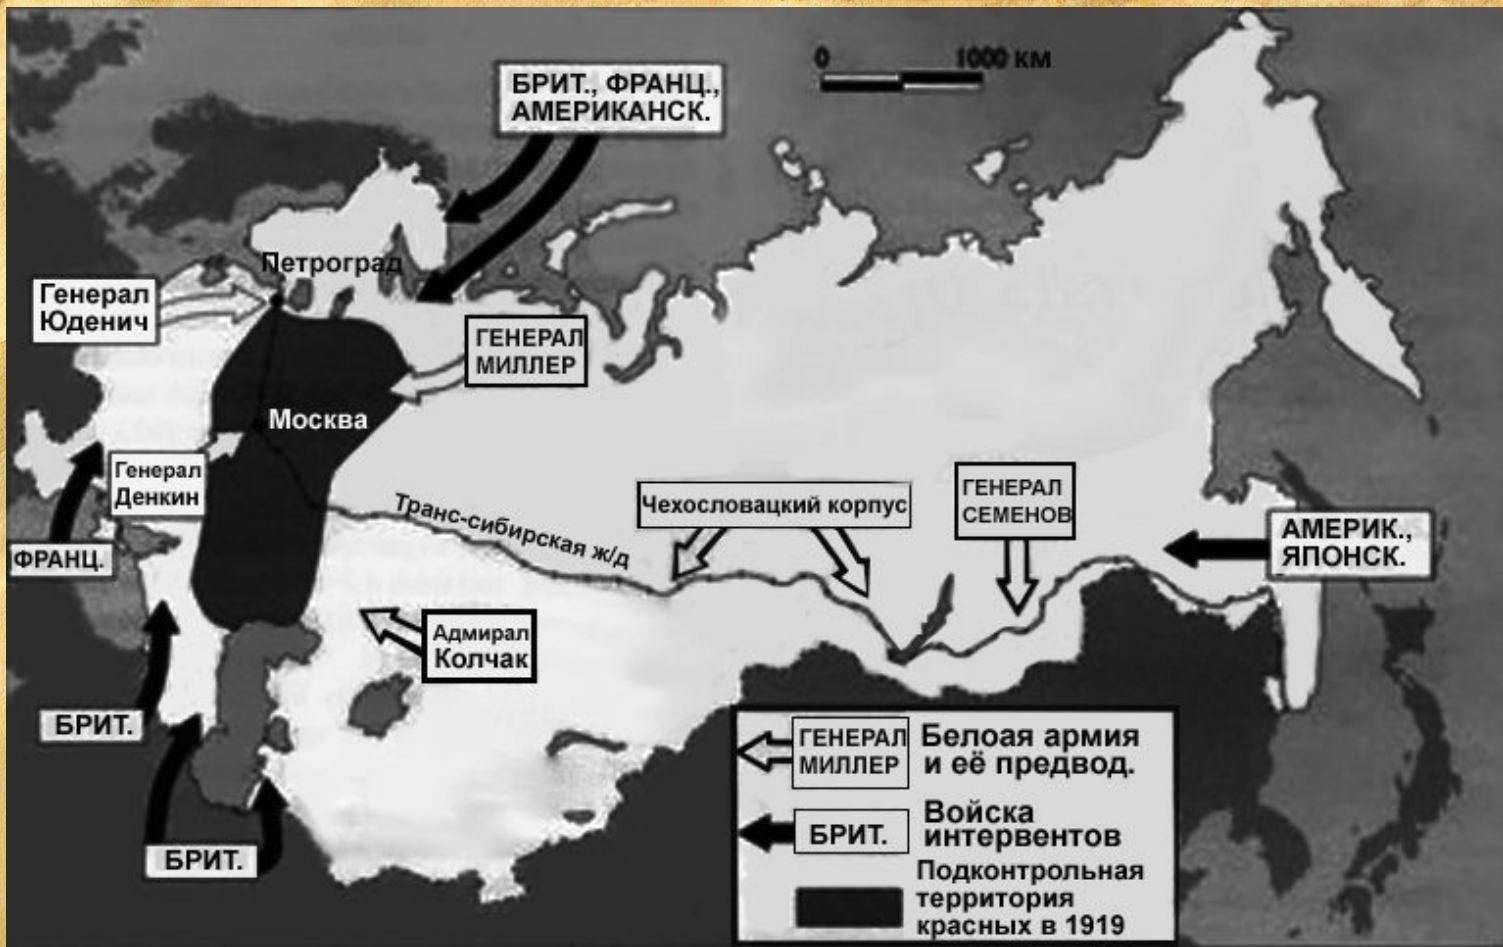 0 1000 км
БРИТ., ФРАНЦ.,
АМЕРИКАНСК.
Петроград
Генерал
Юденич
ГЕНЕРАЛ
МИЛЛЕР
Москва
Генерал
Денкин
Транс-сибирская ж/д
Чехословацкий корпус
ГЕНЕРАЛ
СЕМЕНОВ
ФРАНЦ.
АМЕРИК.,
ЯПОНСК.
Адмирал
Колчак
БРИТ.
БРИТ.
ГЕНЕРАЛ
МИЛЛЕР
Белоая армия
и её предвод.
БРИТ.
Войска
интервентов
Подконтрольная
территория
красных в 1919